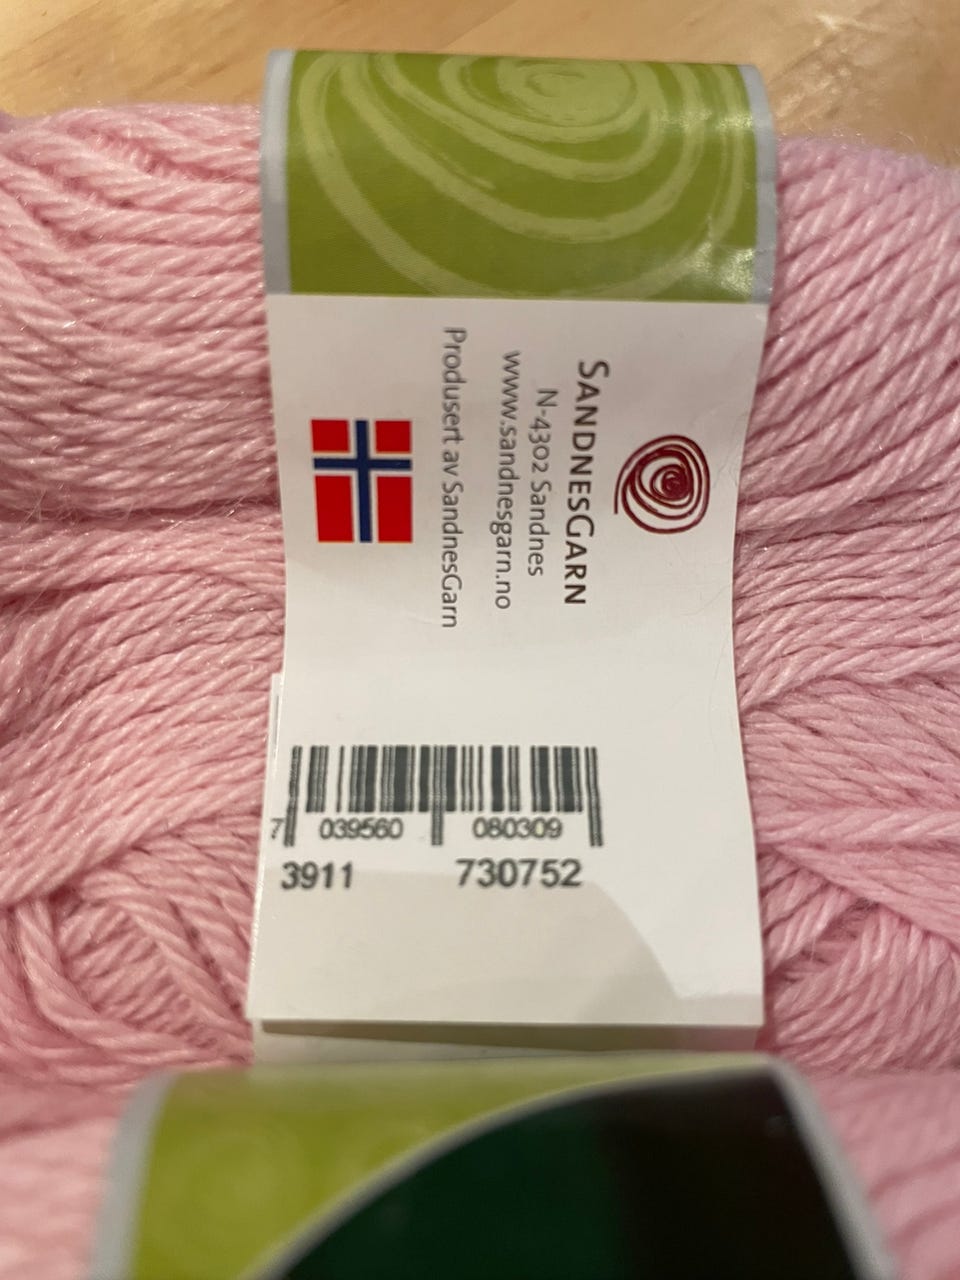 SANDNESGARN
N-4302 Sandnes
www.sandnesgarn.no
Produsert av SandnesGarn
7 039560 080309
3911 730752